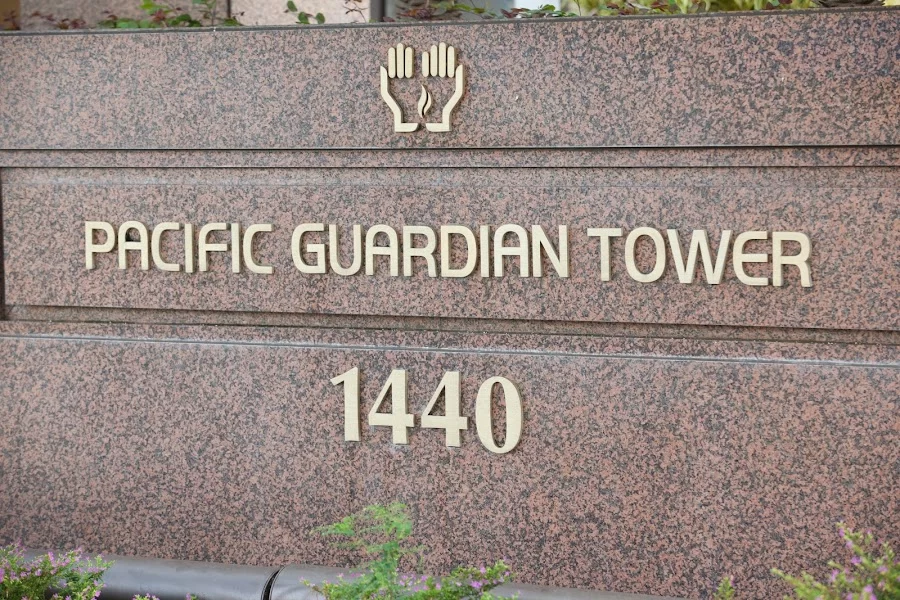 PACIFIC GUARDIAN TOWER
1440